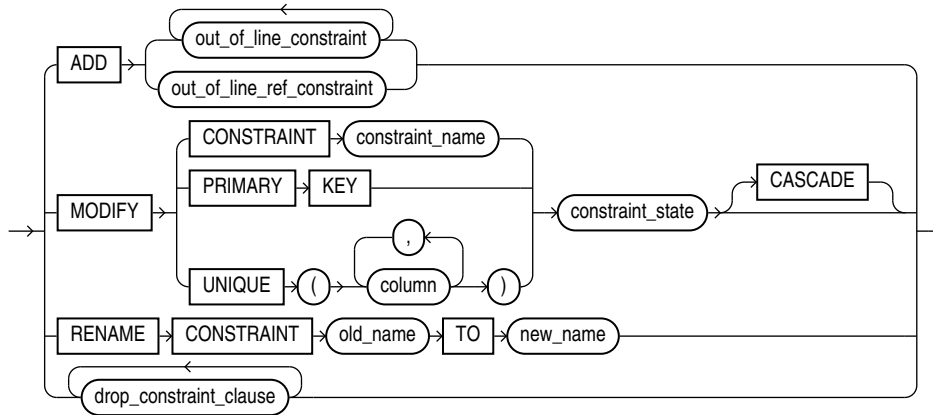 out_of_line_constraint
ADD
out_of_line_ref_constraint
CONSTRAINT constraint_name
PRIMARY KEY
CASCADE
MODIFY
constraint_state
,
UNIQUE ( column )
RENAME CONSTRAINT old_name TO new_name
drop_constraint_clause